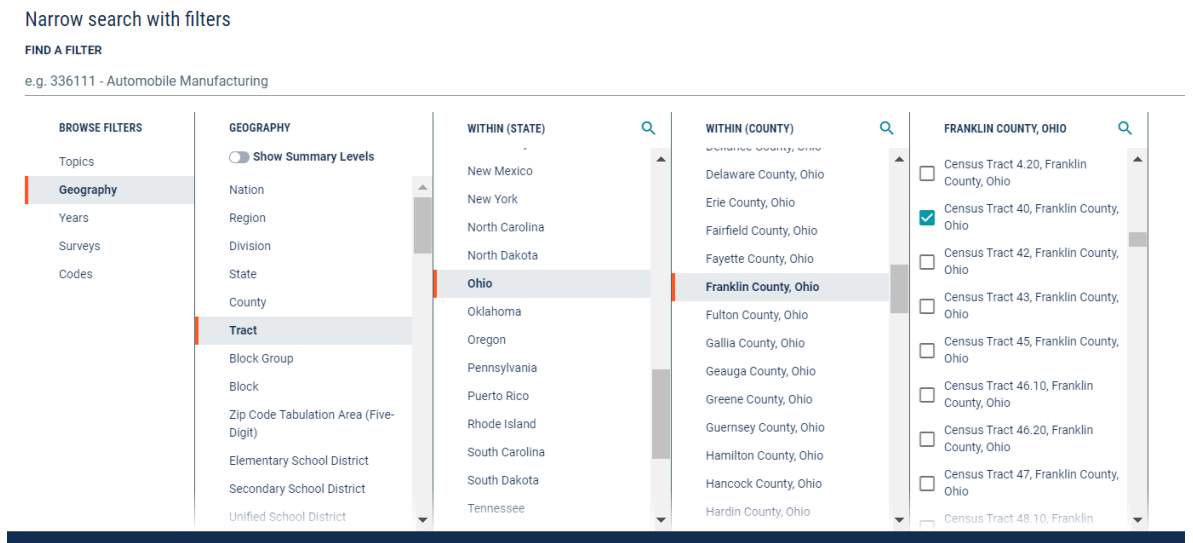 Narrow search with filters
FIND A FILTER
e.g. 336111 - Automobile Manufacturing
BROWSE FILTERS
Topics
Geography
Years
Surveys
Codes
GEOGRAPHY
Show Summary Levels
Nation
Region
Division
State
County
Tract
Block Group
Block
Zip Code Tabulation Area (Five-
Digit)
Elementary School District
Secondary School District
Unified School District
WITHIN (STATE)
New Mexico
New York
North Carolina
North Dakota
Ohio
Oklahoma
Oregon
Pennsylvania
Puerto Rico
Rhode Island
South Carolina
South Dakota
Tennessee
WITHIN (COUNTY)
Defiance County, Ohio
Delaware County, Ohio
Erie County, Ohio
Fairfield County, Ohio
Fayette County, Ohio
Franklin County, Ohio
Fulton County, Ohio
Gallia County, Ohio
Geauga County, Ohio
Greene County, Ohio
Guernsey County, Ohio
Hamilton County, Ohio
Hancock County, Ohio
Hardin County, Ohio
FRANKLIN COUNTY, OHIO
Census Tract 4.20, Franklin
County, Ohio
Census Tract 40, Franklin County,
Ohio
Census Tract 42, Franklin County,
Ohio
Census Tract 43, Franklin County,
Ohio
Census Tract 45, Franklin County,
Ohio
Census Tract 46.10, Franklin
County, Ohio
Census Tract 46.20, Franklin
County, Ohio
Census Tract 47, Franklin County,
Ohio
Census Tract 48.10, Franklin